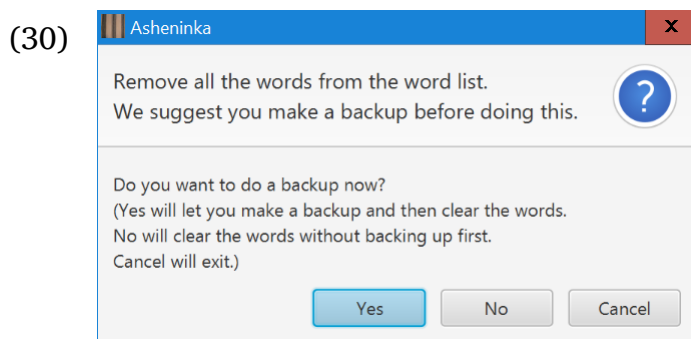 (30)
Asheninka
x
Remove all the words from the word list.
We suggest you make a backup before doing this.
?
Do you want to do a backup now?
(Yes will let you make a backup and then clear the words.
No will clear the words without backing up first.
Cancel will exit.)
Yes No Cancel